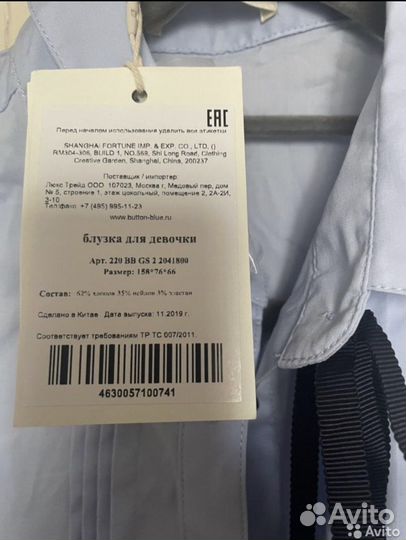 EAC
Перед началом использования удалить все этикетки
SHANGHAI FORTUNE IMP. & EXP. CO., LTD, ()
RM304-306, BUILD 1, NO.569, Shi Long Road, Clothing
Creative Garden, Shanghai, China, 200237
Поставщик / импортер:
Люкс Трейд ООО 107023, Москва г, Медовый пер, дом
№ 5, строение 1, этаж цокольный, помещение 2, 2А-2И,
3-10
Телефакс +7 (495) 995-11-23
www.button-blue.ru
блузка для девочки
Арт. 220 BB GS 2 2041800
Размер: 158*76*66
Состав: 62% хлопок 35% нейлон 3% эластан
Сделано в Китае Дата выпуска: 11.2019 г.
Соответствует требованиям ТР ТС 007/2011.
4630057100741
Avito
Avito